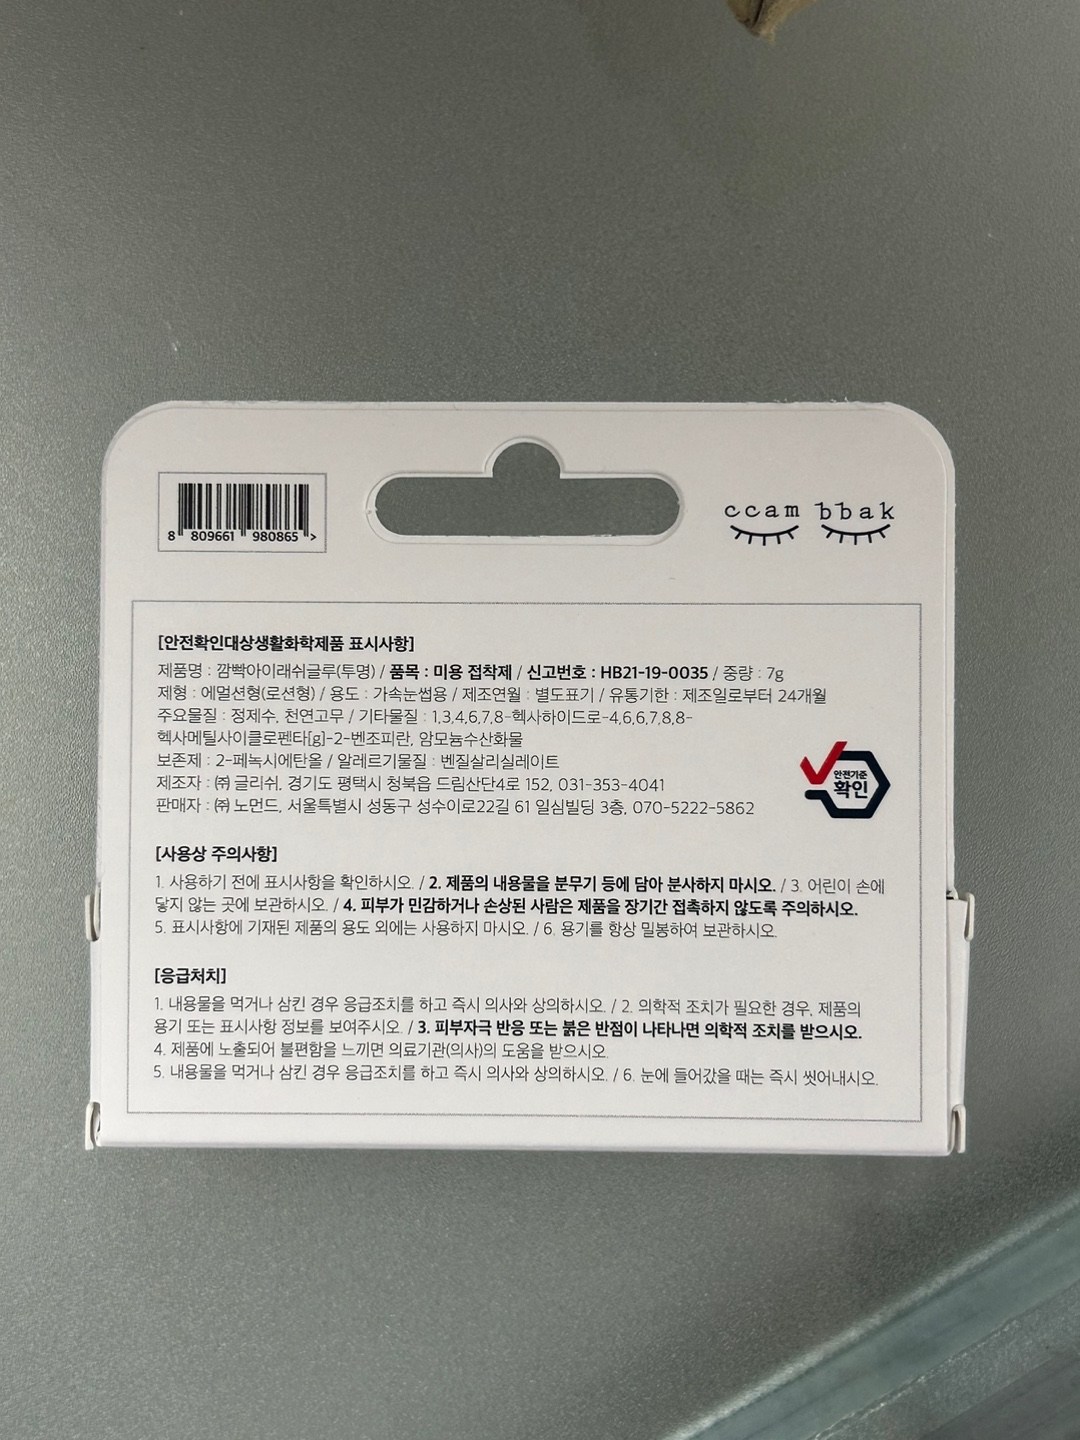 8 809661 980865 >
ccam bbak
[안전확인대상생활화학제품 표시사항]
제품명 : 깜빡아이래쉬글루(투명) / 품목 : 미용 접착제 / 신고번호 : HB21-19-0035 / 중량 : 7g
제형 : 에멀션형(로션형) / 용도 : 가속눈썹용 / 제조연월 : 별도표기 / 유통기한 : 제조일로부터 24개월
주요물질 : 정제수, 천연고무 / 기타물질 : 1,3,4,6,7,8-헥사하이드로-4,6,6,7,8,8-
헥사메틸사이클로펜타[g]-2-벤조피란, 암모늄수산화물
보존제 : 2-페녹시에탄올 / 알레르기물질 : 벤질살리실레이트
제조자 : ㈜ 글리쉬, 경기도 평택시 청북읍 드림산단4로 152, 031-353-4041
판매자 : ㈜ 노먼드, 서울특별시 성동구 성수이로22길 61 일심빌딩 3층, 070-5222-5862
안전기준
확인
[사용상 주의사항]
1. 사용하기 전에 표시사항을 확인하시오. / 2. 제품의 내용물을 분무기 등에 담아 분사하지 마시오. / 3. 어린이 손에
닿지 않는 곳에 보관하시오. / 4. 피부가 민감하거나 손상된 사람은 제품을 장기간 접촉하지 않도록 주의하시오.
5. 표시사항에 기재된 제품의 용도 외에는 사용하지 마시오. / 6. 용기를 항상 밀봉하여 보관하시오.
[응급처치]
1. 내용물을 먹거나 삼킨 경우 응급조치를 하고 즉시 의사와 상의하시오. / 2. 의학적 조치가 필요한 경우, 제품의
용기 또는 표시사항 정보를 보여주시오. / 3. 피부자극 반응 또는 붉은 반점이 나타나면 의학적 조치를 받으시오.
4. 제품에 노출되어 불편함을 느끼면 의료기관(의사)의 도움을 받으시오.
5. 내용물을 먹거나 삼킨 경우 응급조치를 하고 즉시 의사와 상의하시오. / 6. 눈에 들어갔을 때는 즉시 씻어내시오.